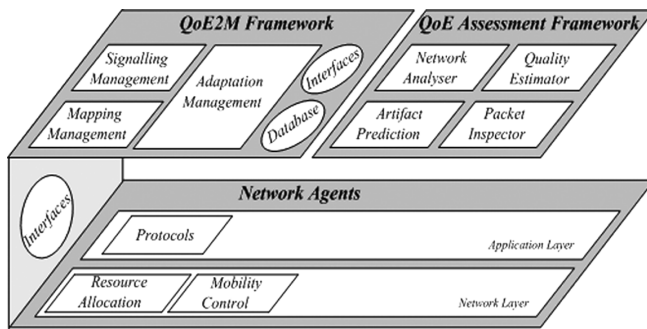 QoE2M Framework
QoE Assessment Framework
Signalling
Management
Adaptation
Management
Interfaces
Mapping
Management
Database
Network
Analyser
Quality
Estimator
Artifact
Prediction
Packet
Inspector
Interfaces
Network Agents
Protocols
Application Layer
Resource
Allocation
Mobility
Control
Network Layer